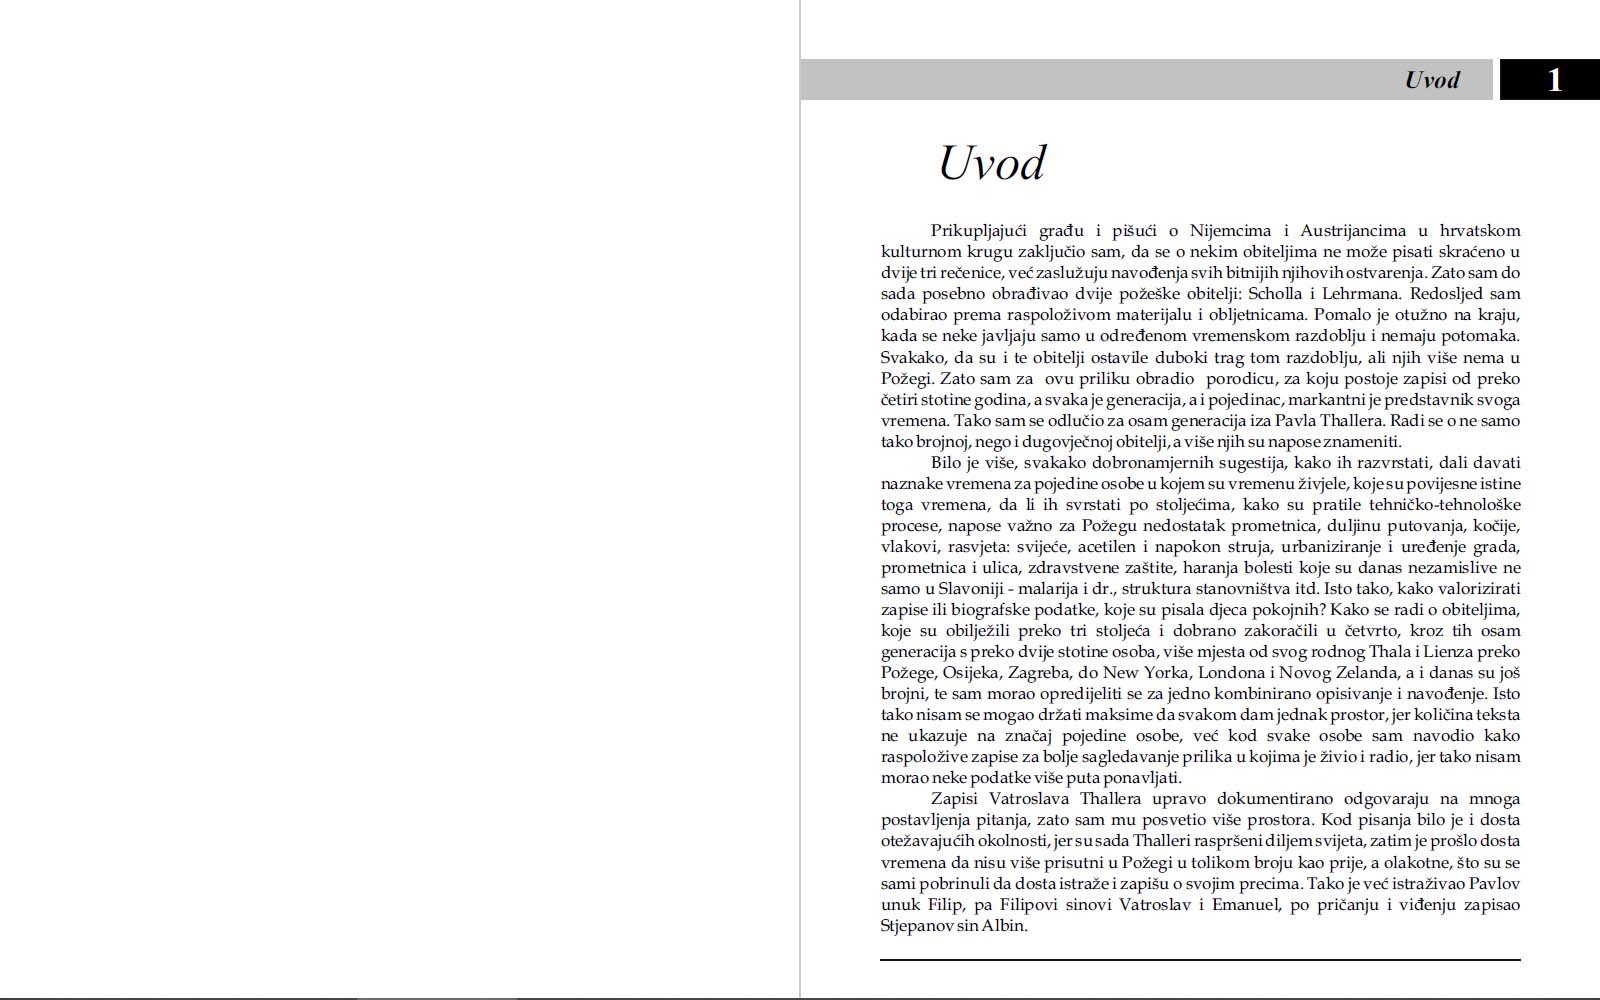 Uvod 1
Uvod
Prikupljajući građu i pišući o Nijemcima i Austrijancima u hrvatskom
kulturnom krugu zaključio sam, da se o nekim obiteljima ne može pisati skraćeno u
dvije tri rečenice, već zaslužuju navođenja svih bitnijih njihovih ostvarenja. Zato sam do
sada posebno obrađivao dvije požeške obitelji: Scholla i Lehrmana. Redosljed sam
odabirao prema raspoloživom materijalu i obljetnicama. Pomalo je otužno na kraju,
kada se neke javljaju samo u određenom vremenskom razdoblju i nemaju potomaka.
Svakako, da su i te obitelji ostavile duboki trag tom razdoblju, ali njih više nema u
Požegi. Zato sam za ovu priliku obradio porodicu, za koju postoje zapisi od preko
četiri stotine godina, a svaka je generacija, a i pojedinac, markantni je predstavnik svoga
vremena. Tako sam se odlučio za osam generacija iza Pavla Thallera. Radi se o ne samo
tako brojnoj, nego i dugovječnoj obitelji, a više njih su napose znameniti.
Bilo je više, svakako dobronamjernih sugestija, kako ih razvrstati, dali davati
naznake vremena za pojedine osobe u kojem su vremenu živjele, koje su povijesne istine
toga vremena, da li ih svrstati po stoljećima, kako su pratile tehničko-tehnološke
procese, napose važno za Požegu nedostatak prometnica, duljinu putovanja, kočije,
vlakovi, rasvjeta: svijeće, acetilen i napokon struja, urbaniziranje i uređenje grada,
prometnica i ulica, zdravstvene zaštite, haranja bolesti koje su danas nezamislive ne
samo u Slavoniji - malarija i dr., struktura stanovništva itd. Isto tako, kako valorizirati
zapise ili biografske podatke, koje su pisala djeca pokojnih? Kako se radi o obiteljima,
koje su obilježili preko tri stoljeća i dobrano zakoračili u četvrto, kroz tih osam
generacija s preko dvije stotine osoba, više mjesta od svog rodnog Thala i Lienza preko
Požege, Osijeka, Zagreba, do New Yorka, Londona i Novog Zelanda, a i danas su još
brojni, te sam morao opredijeliti se za jedno kombinirano opisivanje i navođenje. Isto
tako nisam se mogao držati maksime da svakom dam jednak prostor, jer količina teksta
ne ukazuje na značaj pojedine osobe, već kod svake osobe sam navodio kako
raspoložive zapise za bolje sagledavanje prilika u kojima je živio i radio, jer tako nisam
morao neke podatke više puta ponavljati.
Zapisi Vatroslava Thallera upravo dokumentirano odgovaraju na mnoga
postavljenja pitanja, zato sam mu posvetio više prostora. Kod pisanja bilo je i dosta
otežavajućih okolnosti, jer su sada Thalleri raspršeni diljem svijeta, zatim je prošlo dosta
vremena da nisu više prisutni u Požegi u tolikom broju kao prije, a olakotne, što su se
sami pobrinuli da dosta istraže i zapišu o svojim precima. Tako je već istraživao Pavlov
unuk Filip, pa Filipovi sinovi Vatroslav i Emanuel, po pričanju i viđenju zapisao
Stjepanov sin Albin.